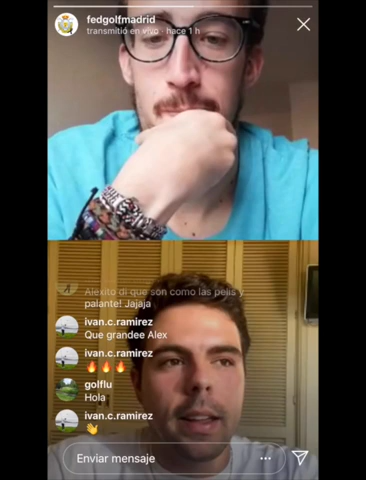 fedgolfmadrid
transmitió en vivo · hace 1 h
Alexito di que son como las pelis y
palante! Jajaja
ivan.c.ramirez
Que grandee Alex
ivan.c.ramirez
🔥🔥🔥
golflu
Hola
ivan.c.ramirez
👋
Enviar mensaje